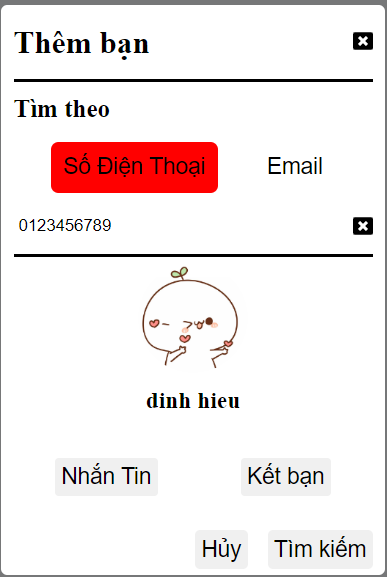 Thêm bạn
Tìm theo
Số Điện Thoại Email
0123456789
dinh hieu
Nhắn Tin Kết bạn
Hủy Tìm kiếm